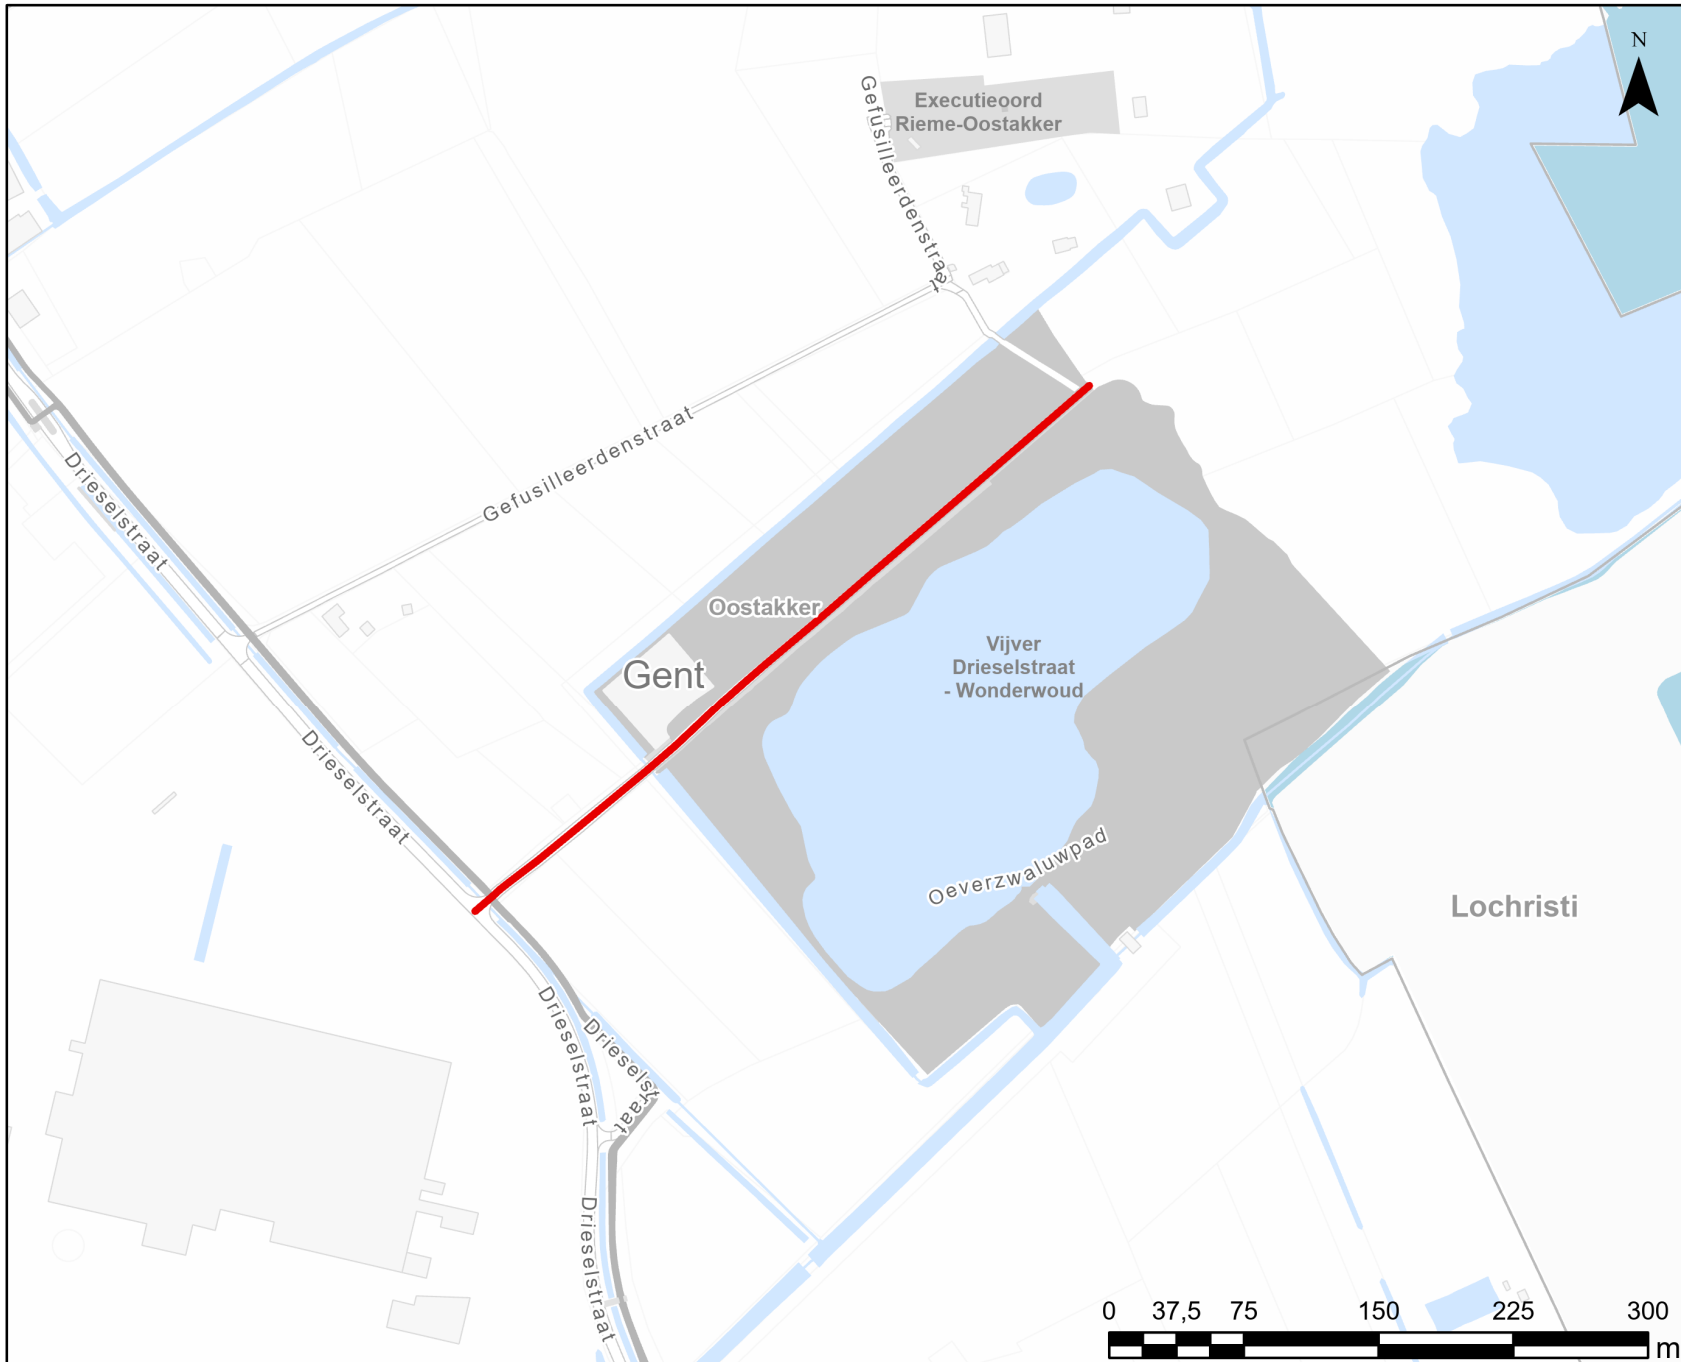 N
Executieoord
Rieme-Oostakker
Gefusilleerdenstraat
Gefusilleerdenstraat
Drieselstraat
Oostakker
Gent
Vijver
Drieselstraat
- Wonderwoud
Drieselstraat
Oeverzwaluwpad
Lochristi
Drieselstraat
Drieselstraat
Drieselstraat
0 37,5 75 150 225 300
m